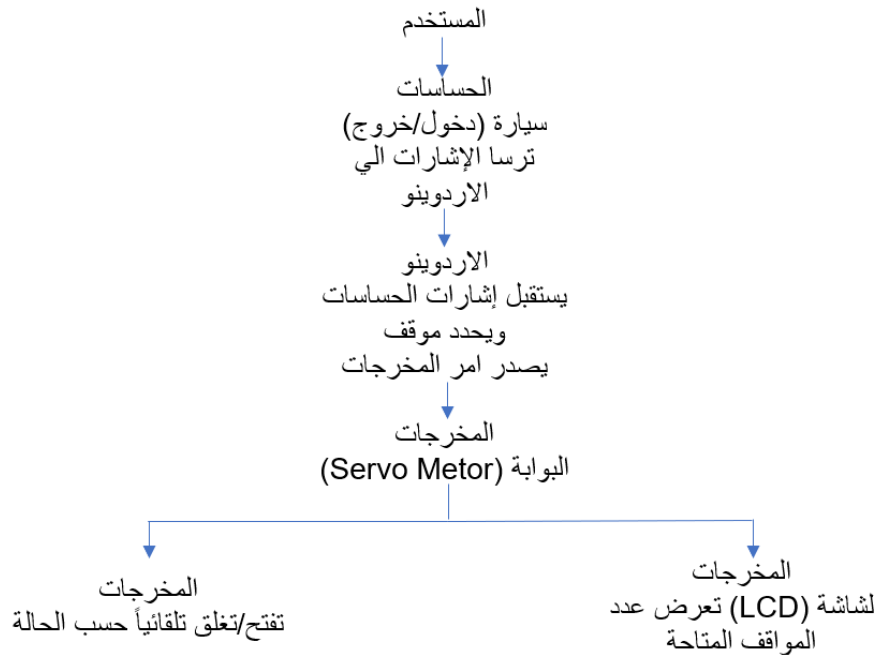 المستخدم
الحساسات
سيارة (دخول/خروج)
ترسا الإشارات الي
الاردوينو
الاردوينو
يستقبل إشارات الحساسات
ويحدد موقف
يصدر امر المخرجات
المخرجات
البوابة (Servo Metor)
المخرجات
لشاشة (LCD) تعرض عدد
المواقف المتاحة
المخرجات
تفتح/تغلق تلقائياً حسب الحالة